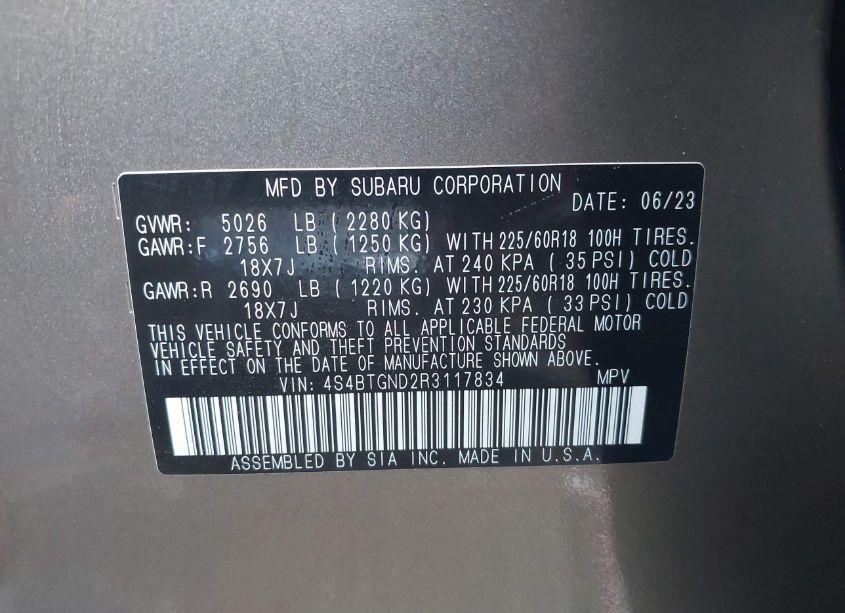 MFD BY SUBARU CORPORATION
DATE: 06/23
GVWR: 5026 LB ( 2280 KG)
GAWR:F 2756 LB ( 1250 KG) WITH 225/60R18 100H TIRES.
18X7J RIMS. AT 240 KPA ( 35 PSI) COLD
GAWR:R 2690 LB ( 1220 KG) WITH 225/60R18 100H TIRES.
18X7J RIMS. AT 230 KPA ( 33 PSI) COLD
THIS VEHICLE CONFORMS TO ALL APPLICABLE FEDERAL MOTOR
VEHICLE SAFETY AND THEFT PREVENTION STANDARDS
IN EFFECT ON THE DATE OF MANUFACTURE SHOWN ABOVE.
VIN: 4S4BTGND2R3117834 MPV
ASSEMBLED BY SIA INC. MADE IN U.S.A.